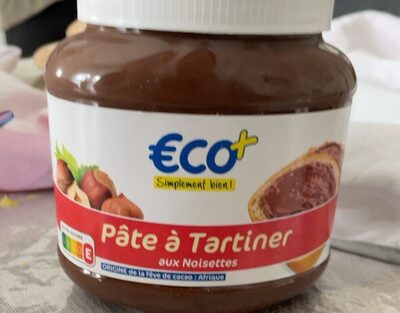 €co+
Simplement bien!
Pâte à Tartiner
aux Noisettes
E
ORIGINE de la fève de cacao : Afrique